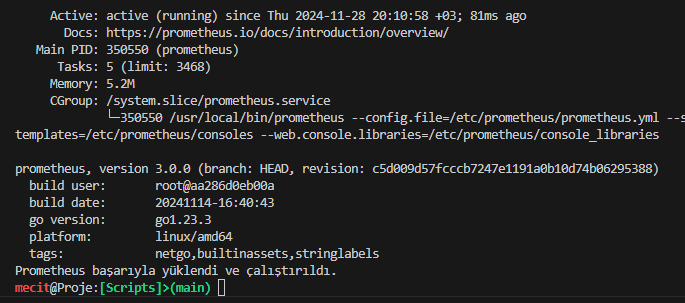 Active: active (running) since Thu 2024-11-28 20:10:58 +03; 81ms ago
Docs: https://prometheus.io/docs/introduction/overview/
Main PID: 350550 (prometheus)
Tasks: 5 (limit: 3468)
Memory: 5.2M
CGroup: /system.slice/prometheus.service
└─350550 /usr/local/bin/prometheus --config.file=/etc/prometheus/prometheus.yml --s
templates=/etc/prometheus/consoles --web.console.libraries=/etc/prometheus/console_libraries
prometheus, version 3.0.0 (branch: HEAD, revision: c5d009d57fcccb7247e1191a0b10d74b06295388)
build user: root@aa286d0eb00a
build date: 20241114-16:40:43
go version: go1.23.3
platform: linux/amd64
tags: netgo,builtinassets,stringlabels
Prometheus başarıyla yüklendi ve çalıştırıldı.
mecit@Proje:[Scripts]>(main)